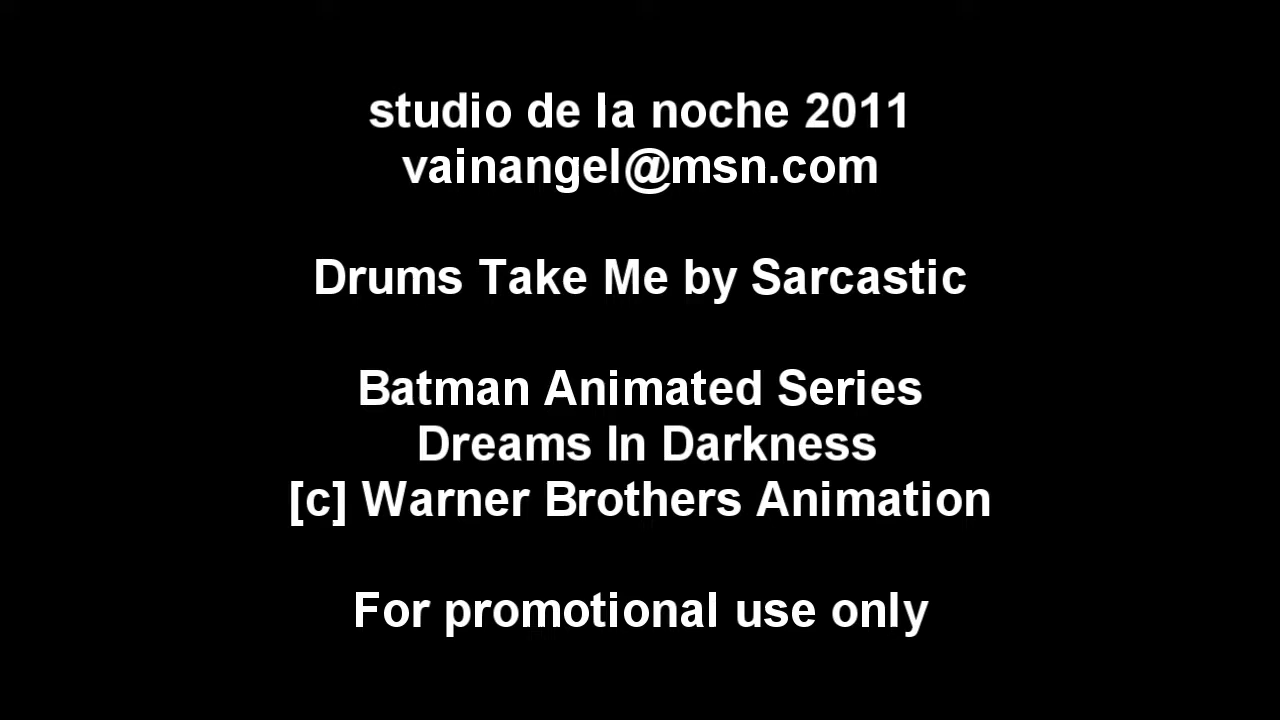 studio de la noche 2011
vainangel@msn.com
Drums Take Me by Sarcastic
Batman Animated Series
Dreams In Darkness
[c] Warner Brothers Animation
For promotional use only